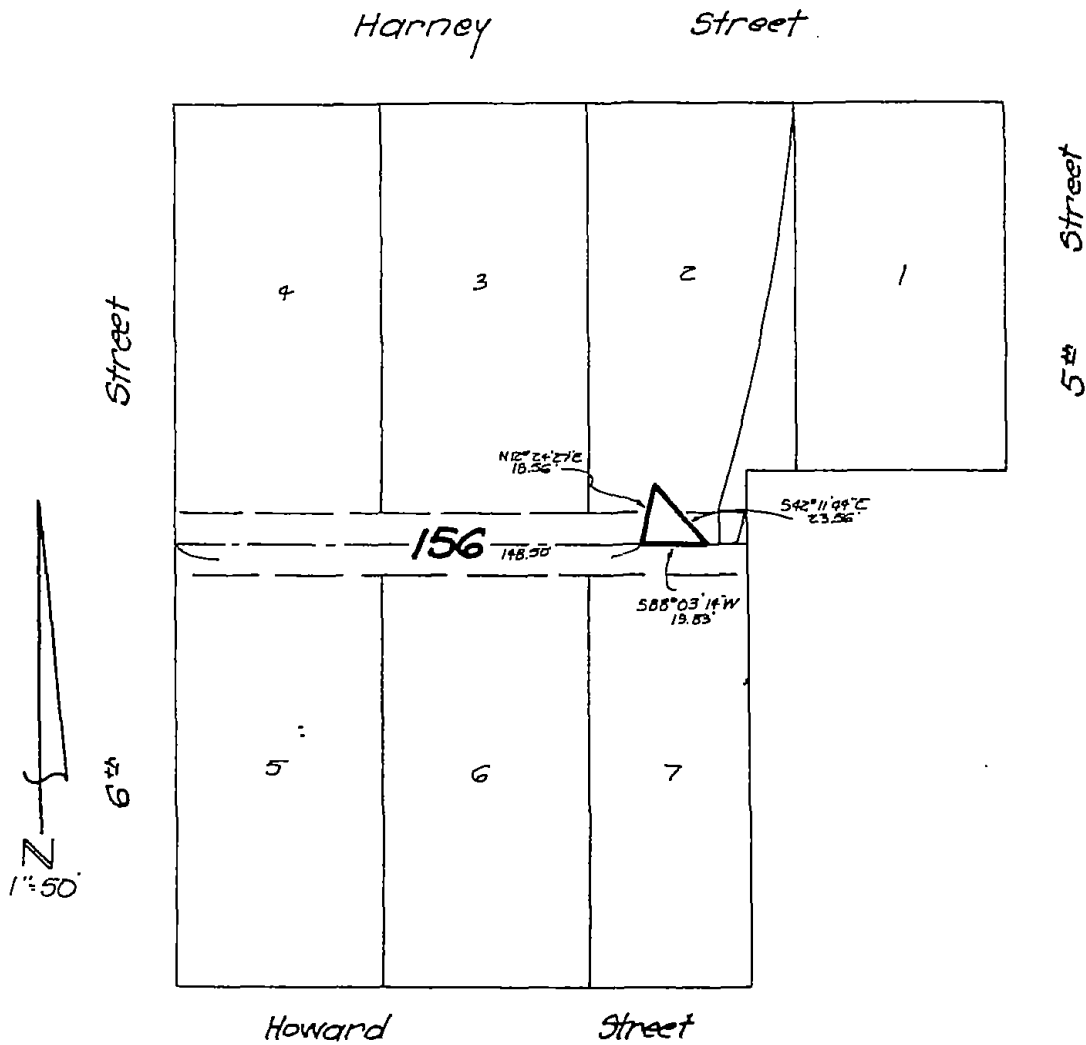 Harney Street
Street
5th
Street
6th
4
3
2
1
N12°24'27"E
18.56'
S42°11'44"E
23.56'
156
148.50'
S88°03'14"W
19.83'
5
6
7
N
1"=50'
Howard Street